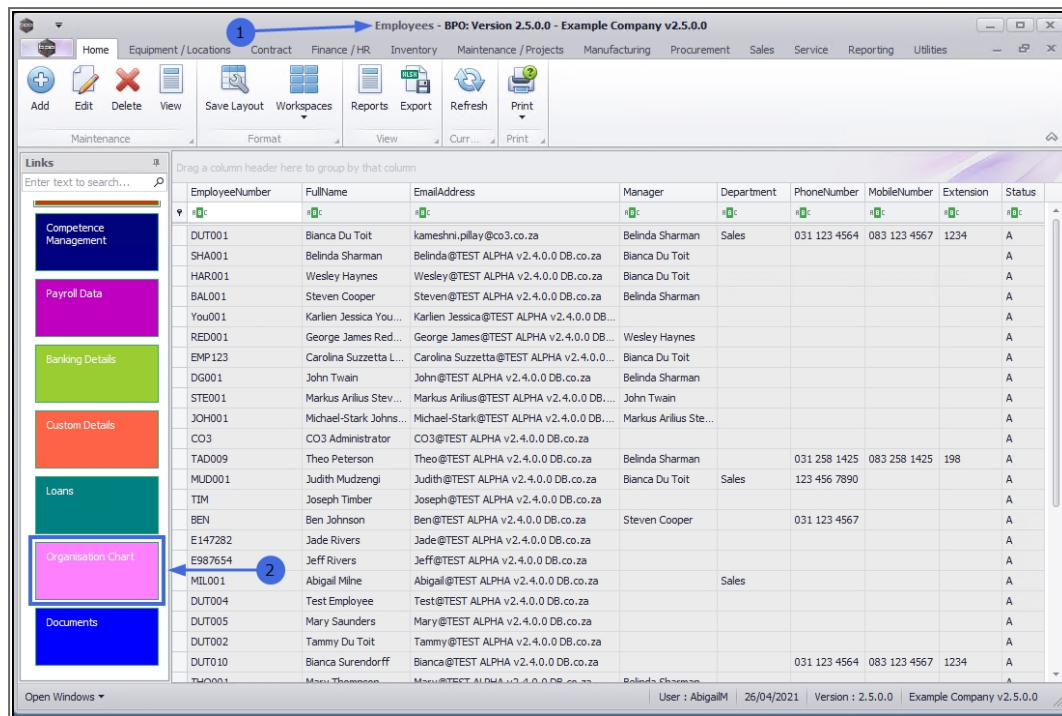 1
Employees - BPO: Version 2.5.0.0 - Example Company v2.5.0.0
Home Equipment / Locations Contract Finance / HR Inventory Maintenance / Projects Manufacturing Procurement Sales Service Reporting Utilities
Add Edit Delete View Save Layout Workspaces Reports Export Refresh Print
Maintenance Format View Curr... Print
Links
Enter text to search...
Drag a column header here to group by that column
EmployeeNumber FullName EmailAddress Manager Department PhoneNumber MobileNumber Extension Status
DUT001 Bianca Du Toit kameshni.pillay@co3.co.za Belinda Sharman Sales 031 123 4564 083 123 4567 1234 A
SHA001 Belinda Sharman Belinda@TEST ALPHA v2.4.0.0 DB.co.za Bianca Du Toit A
HAR001 Wesley Haynes Wesley@TEST ALPHA v2.4.0.0 DB.co.za Bianca Du Toit A
BAL001 Steven Cooper Steven@TEST ALPHA v2.4.0.0 DB.co.za Belinda Sharman A
You001 Karlien Jessica You... Karlien Jessica@TEST ALPHA v2.4.0.0 DB... A
RED001 George James Red... George James@TEST ALPHA v2.4.0.0 DB... Wesley Haynes A
EMP123 Carolina Suzzetta L... Carolina Suzzetta@TEST ALPHA v2.4.0.0... Bianca Du Toit A
DG001 John Twain John@TEST ALPHA v2.4.0.0 DB.co.za Belinda Sharman A
STE001 Markus Arilius Stev... Markus Arilius@TEST ALPHA v2.4.0.0 DB.... John Twain A
JOH001 Michael-Stark Johns... Michael-Stark@TEST ALPHA v2.4.0.0 DB.... Markus Arilius Ste... A
CO3 CO3 Administrator CO3@TEST ALPHA v2.4.0.0 DB.co.za A
TAD009 Theo Peterson Theo@TEST ALPHA v2.4.0.0 DB.co.za Belinda Sharman 031 258 1425 083 258 1425 198 A
MUD001 Judith Mudzengi Judith@TEST ALPHA v2.4.0.0 DB.co.za Bianca Du Toit Sales 123 456 7890 A
TIM Joseph Timber Joseph@TEST ALPHA v2.4.0.0 DB.co.za A
BEN Ben Johnson Ben@TEST ALPHA v2.4.0.0 DB.co.za Steven Cooper 031 123 4567 A
E147282 Jade Rivers Jade@TEST ALPHA v2.4.0.0 DB.co.za A
E987654 Jeff Rivers Jeff@TEST ALPHA v2.4.0.0 DB.co.za A
MIL001 Abigail Milne Abigail@TEST ALPHA v2.4.0.0 DB.co.za Sales A
DUT004 Test Employee Test@TEST ALPHA v2.4.0.0 DB.co.za A
DUT005 Mary Saunders Mary@TEST ALPHA v2.4.0.0 DB.co.za A
DUT002 Tammy Du Toit Tammy@TEST ALPHA v2.4.0.0 DB.co.za A
DUT010 Bianca Surendorff Bianca@TEST ALPHA v2.4.0.0 DB.co.za 031 123 4564 083 123 4567 1234 A
THO001 Mary Thompson Mary@TEST ALPHA v2.4.0.0 DB.co.za Belinda Sharman A
Competence
Management
Payroll Data
Banking Details
Custom Details
Loans
Organisation Chart
2
Documents
Open Windows User : AbigailM 26/04/2021 Version : 2.5.0.0 Example Company v2.5.0.0